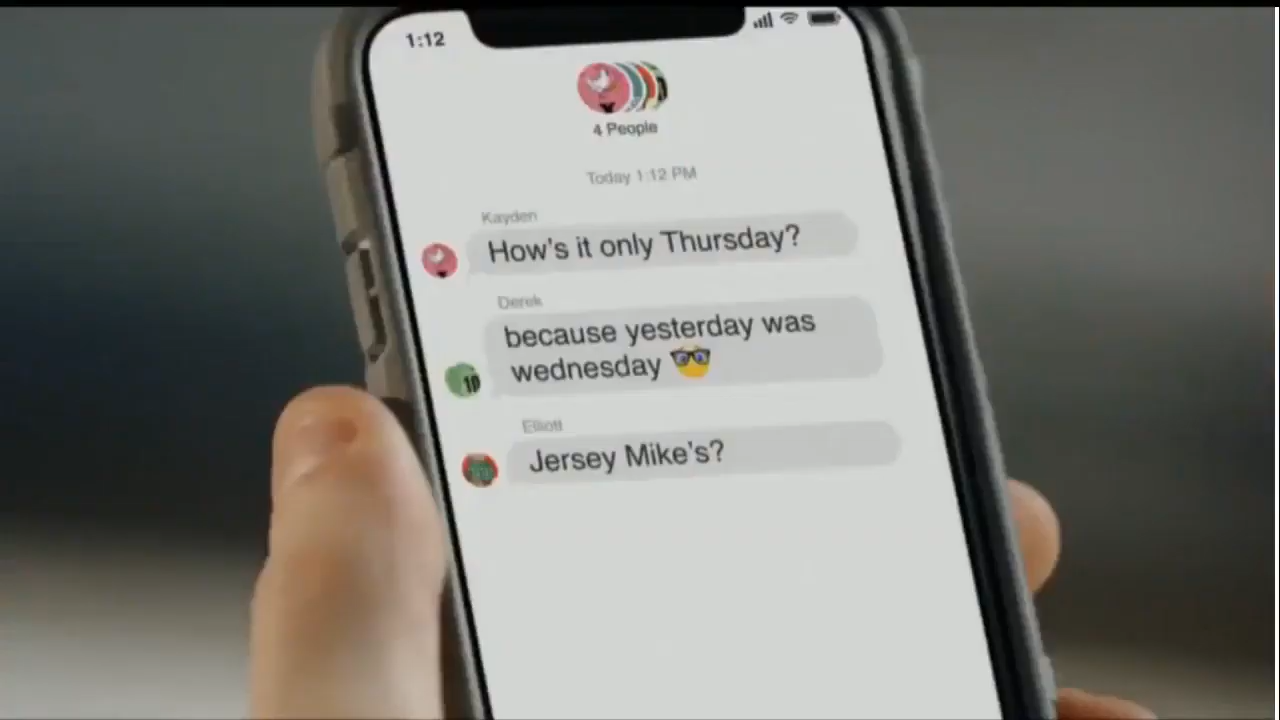 1:12
4 People
Today 1:12 PM
Kayden
How's it only Thursday?
Derek
because yesterday was
wednesday 🤓
1D
Elliott
Jersey Mike's?